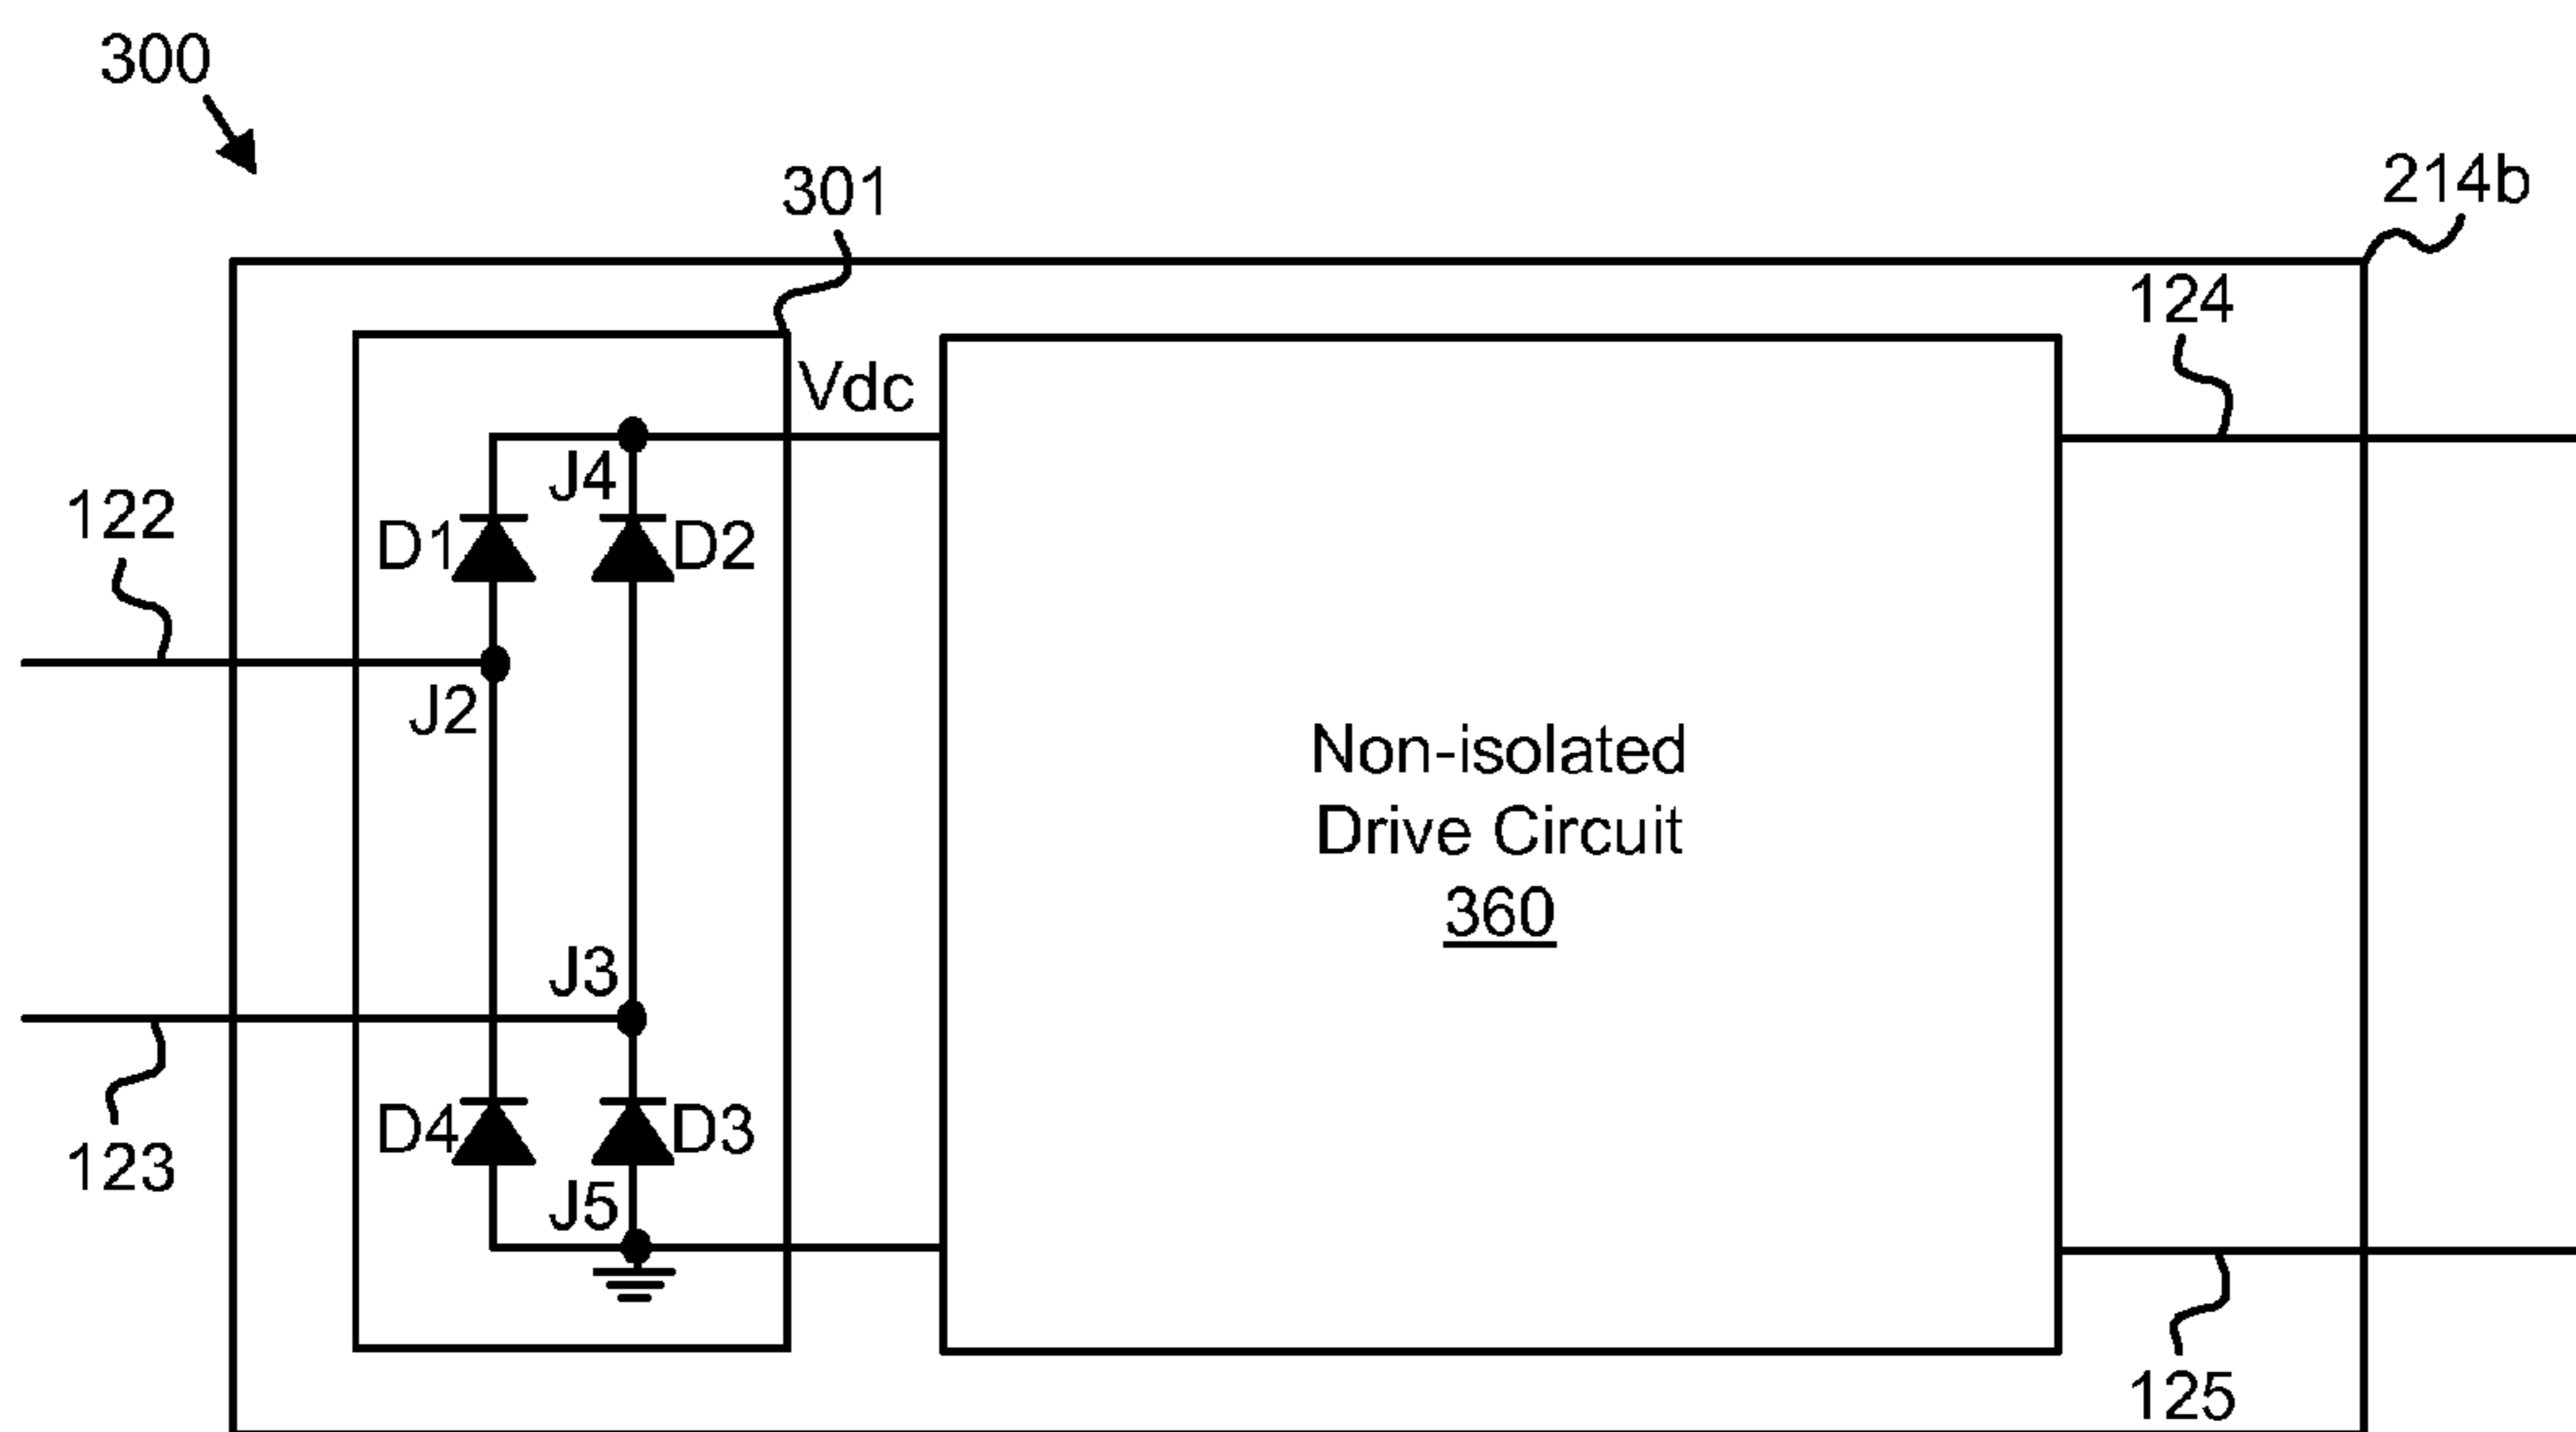 300
301
214b
124
Vdc
J4
122
D1
D2
J2
Non-isolated
Drive Circuit
360
J3
123
D4
D3
J5
125